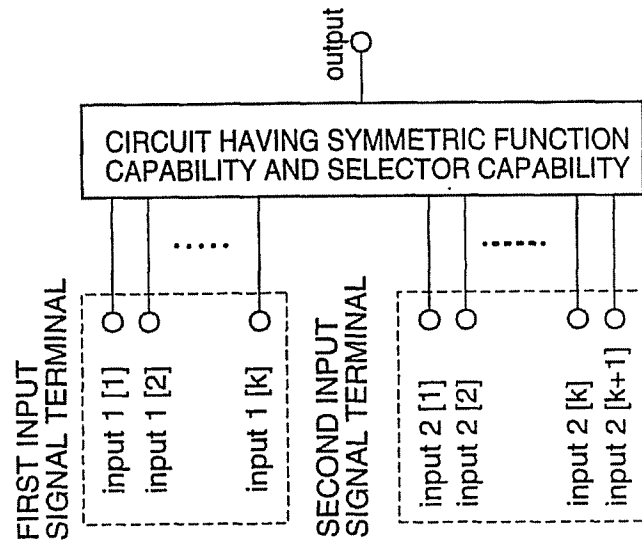 FIRST INPUT
SIGNAL TERMINAL
input 1 [1]
input 1 [2]
input 1 [k]
SECOND INPUT
SIGNAL TERMINAL
input 2 [1]
input 2 [2]
input 2 [k]
input 2 [k+1]
CIRCUIT HAVING SYMMETRIC FUNCTION
CAPABILITY AND SELECTOR CAPABILITY
output